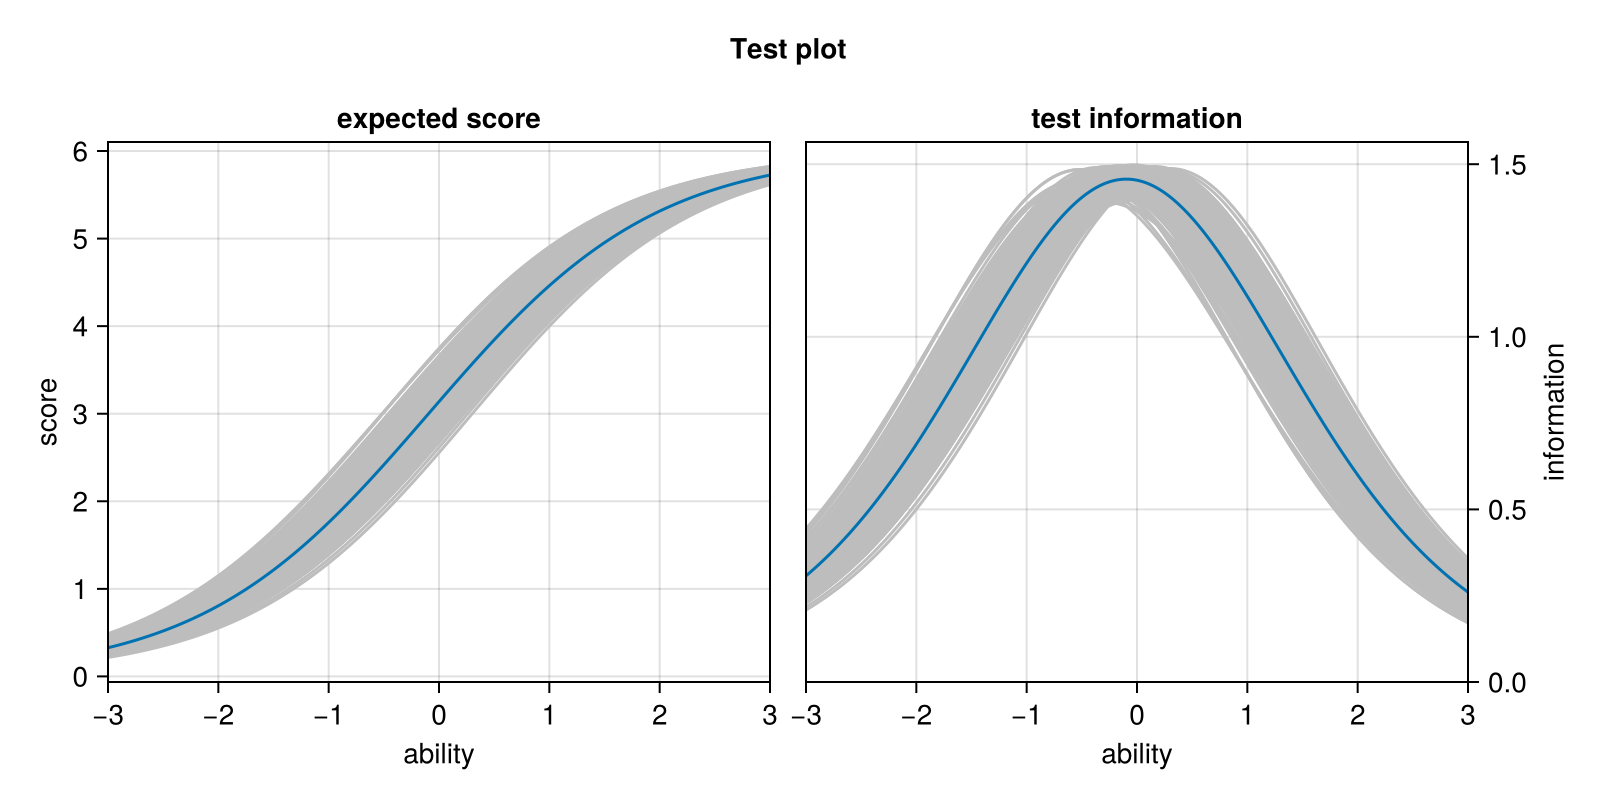 Test plot
expected score
test information
6
5
4
3
2
1
0
score
−3 −2 −1 0 1 2 3
ability
1.5
1.0
0.5
0.0
information
−3 −2 −1 0 1 2 3
ability